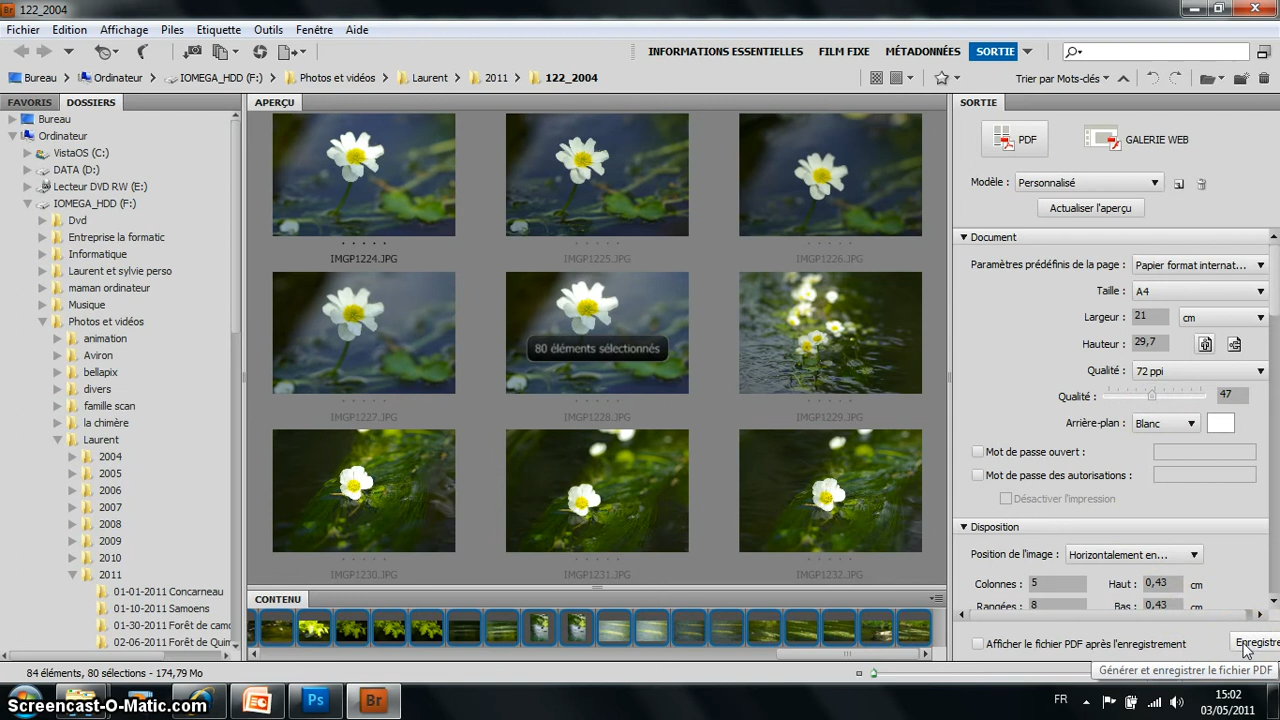 Br 122_2004
Fichier Edition Affichage Piles Etiquette Outils Fenêtre Aide
INFORMATIONS ESSENTIELLES FILM FIXE MÉTADONNÉES SORTIE
Bureau Ordinateur IOMEGA_HDD (F:) Photos et vidéos Laurent 2011 122_2004 Trier par Mots-clés
FAVORIS DOSSIERS
Bureau
Ordinateur
VistaOS (C:)
DATA (D:)
Lecteur DVD RW (E:)
IOMEGA_HDD (F:)
Dvd
Entreprise la formatic
Informatique
Laurent et sylvie perso
maman ordinateur
Musique
Photos et vidéos
animation
Aviron
bellapix
divers
famille scan
la chimère
Laurent
2004
2005
2006
2007
2008
2009
2010
2011
01-01-2011 Concarneau
01-10-2011 Samoens
01-30-2011 Forêt de camo
02-06-2011 Forêt de Quim
APERÇU
IMGP1224.JPG IMGP1225.JPG IMGP1226.JPG
80 éléments sélectionnés
IMGP1227.JPG IMGP1228.JPG IMGP1229.JPG
IMGP1230.JPG IMGP1231.JPG IMGP1232.JPG
CONTENU
SORTIE
PDF GALERIE WEB
Modèle : Personnalisé
Actualiser l'aperçu
Document
Paramètres prédéfinis de la page : Papier format internat...
Taille : A4
Largeur : 21 cm
Hauteur : 29,7
Qualité : 72 ppi
Qualité : 47
Arrière-plan : Blanc
Mot de passe ouvert :
Mot de passe des autorisations :
Désactiver l'impression
Disposition
Position de l'image : Horizontalement en...
Colonnes : 5 Haut : 0,43 cm
Rangées : 8 Bas : 0,43 cm
Afficher le fichier PDF après l'enregistrement Enregistre
Générer et enregistrer le fichier PDF
84 éléments, 80 sélections - 174,79 Mo
Ps Br FR 15:02
03/05/2011
Screencast-O-Matic.com